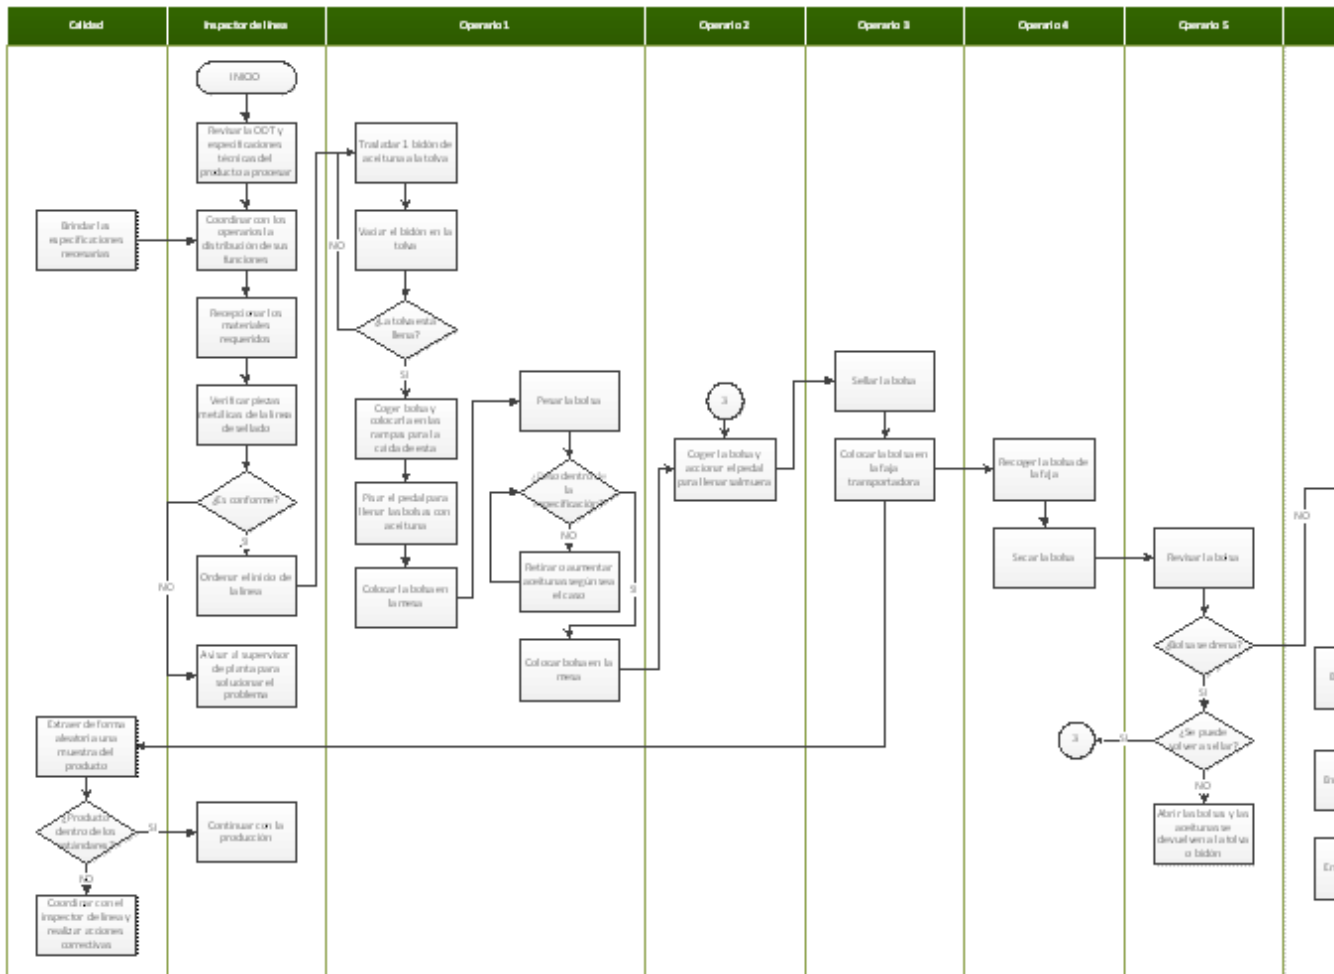 Calidad
Inspector de línea
Operario 1
Operario 2
Operario 3
Operario 4
Operario 5
INICIO
Revisar la ODT y
especificaciones
técnicas del
producto a procesar
Brindar las
especificaciones
necesarias
Coordinar con los
operarios la
distribución de sus
funciones
Recepcionar los
materiales
requeridos
Verificar piezas
metálicas de la línea
de sellado
¿Es conforme?
SI
NO
Ordenar el inicio de
la línea
Avisar al supervisor
de planta para
solucionar el
problema
Extraer de forma
aleatoria una
muestra del
producto
¿Producto
dentro de los
estándares?
SI
Continuar con la
producción
NO
Coordinar con el
inspector de línea y
realizar acciones
correctivas
Trasladar 1 bidón de
aceituna a la tolva
Vaciar el bidón en la
tolva
NO
¿La tolva está
llena?
SI
Coger bolsa y
colocarla en las
rampas para la
caída de esta
Pisar el pedal para
llenar las bolsas con
aceituna
Colocar la bolsa en
la mesa
Pesar la bolsa
¿Peso dentro de
la
especificación?
NO
SI
Retirar o aumentar
aceitunas según sea
el caso
Colocar bolsa en la
mesa
3
Coger la bolsa y
accionar el pedal
para llenar salmuera
Sellar la bolsa
Colocar la bolsa en
la faja
transportadora
Recoger la bolsa de
la faja
Secar la bolsa
Revisar la bolsa
¿Bolsa se drena?
NO
SI
¿Se puede
volver a sellar?
SI
3
NO
Abrir las bolsas y las
aceitunas se
devuelven a la tolva
o bidón
En